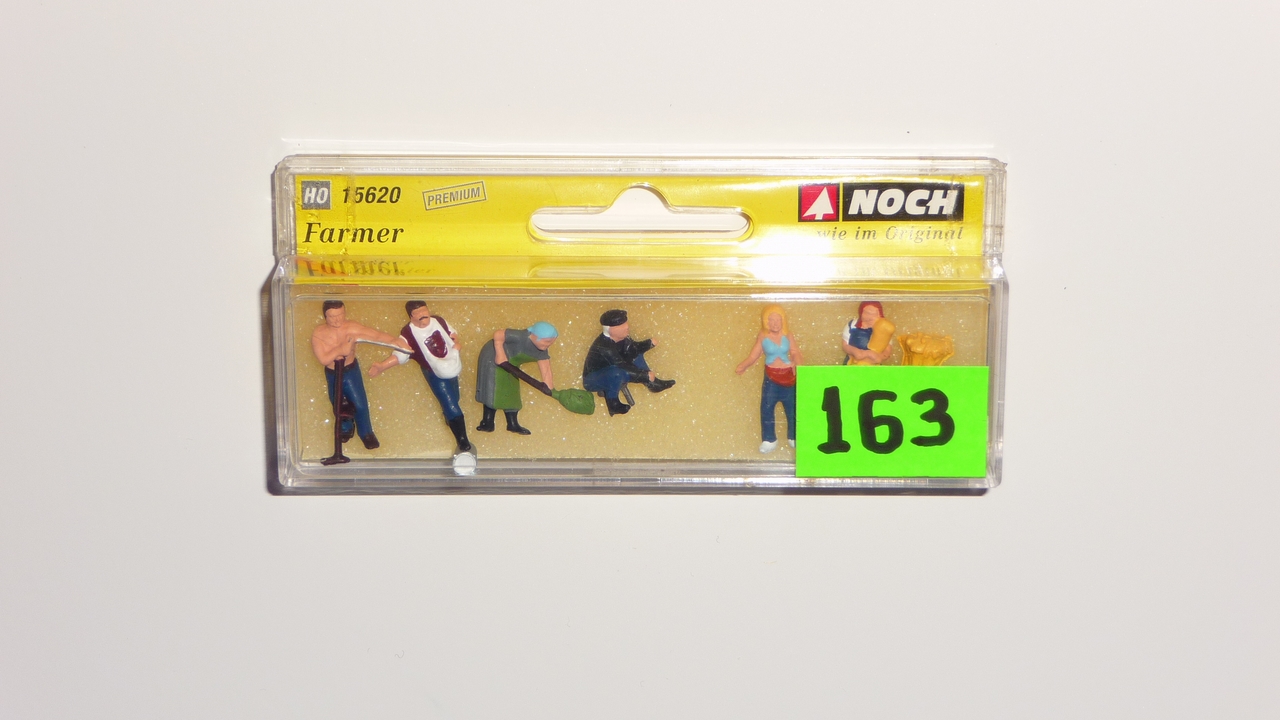 HO 15620 PREMIUM NOCH
Farmer wie im Original
163